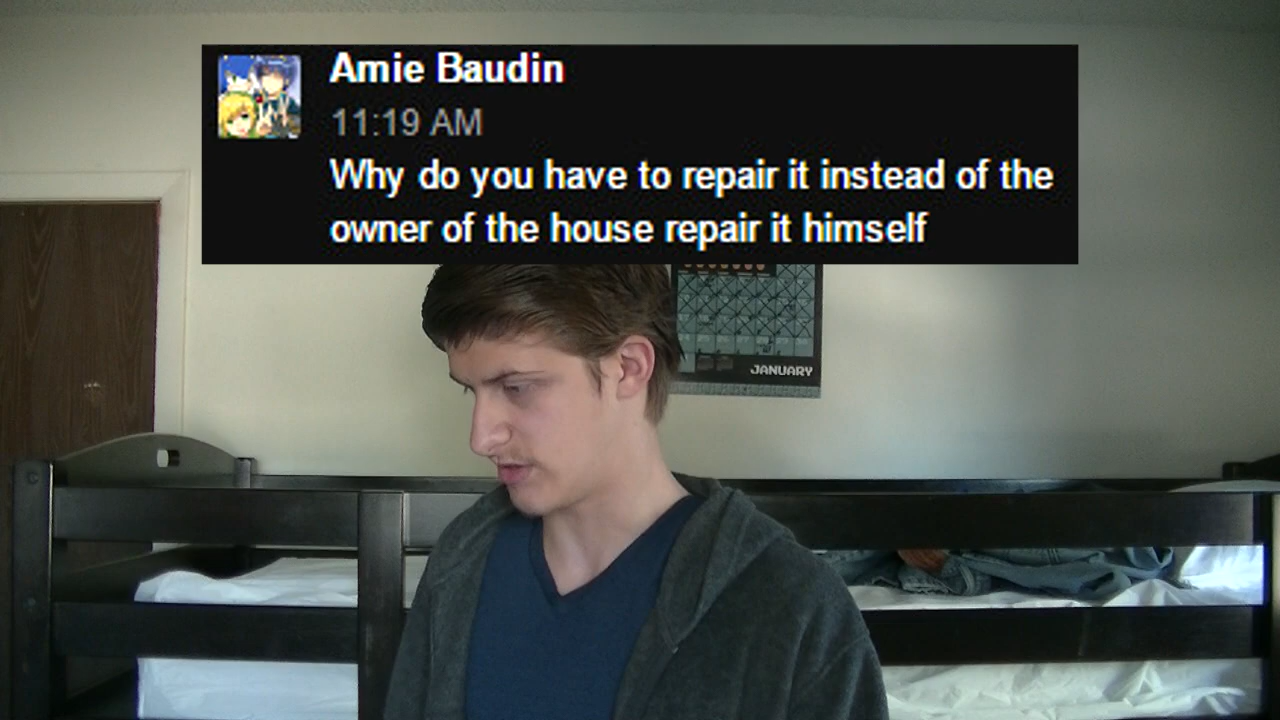 Amie Baudin
11:19 AM
Why do you have to repair it instead of the
owner of the house repair it himself
JANUARY